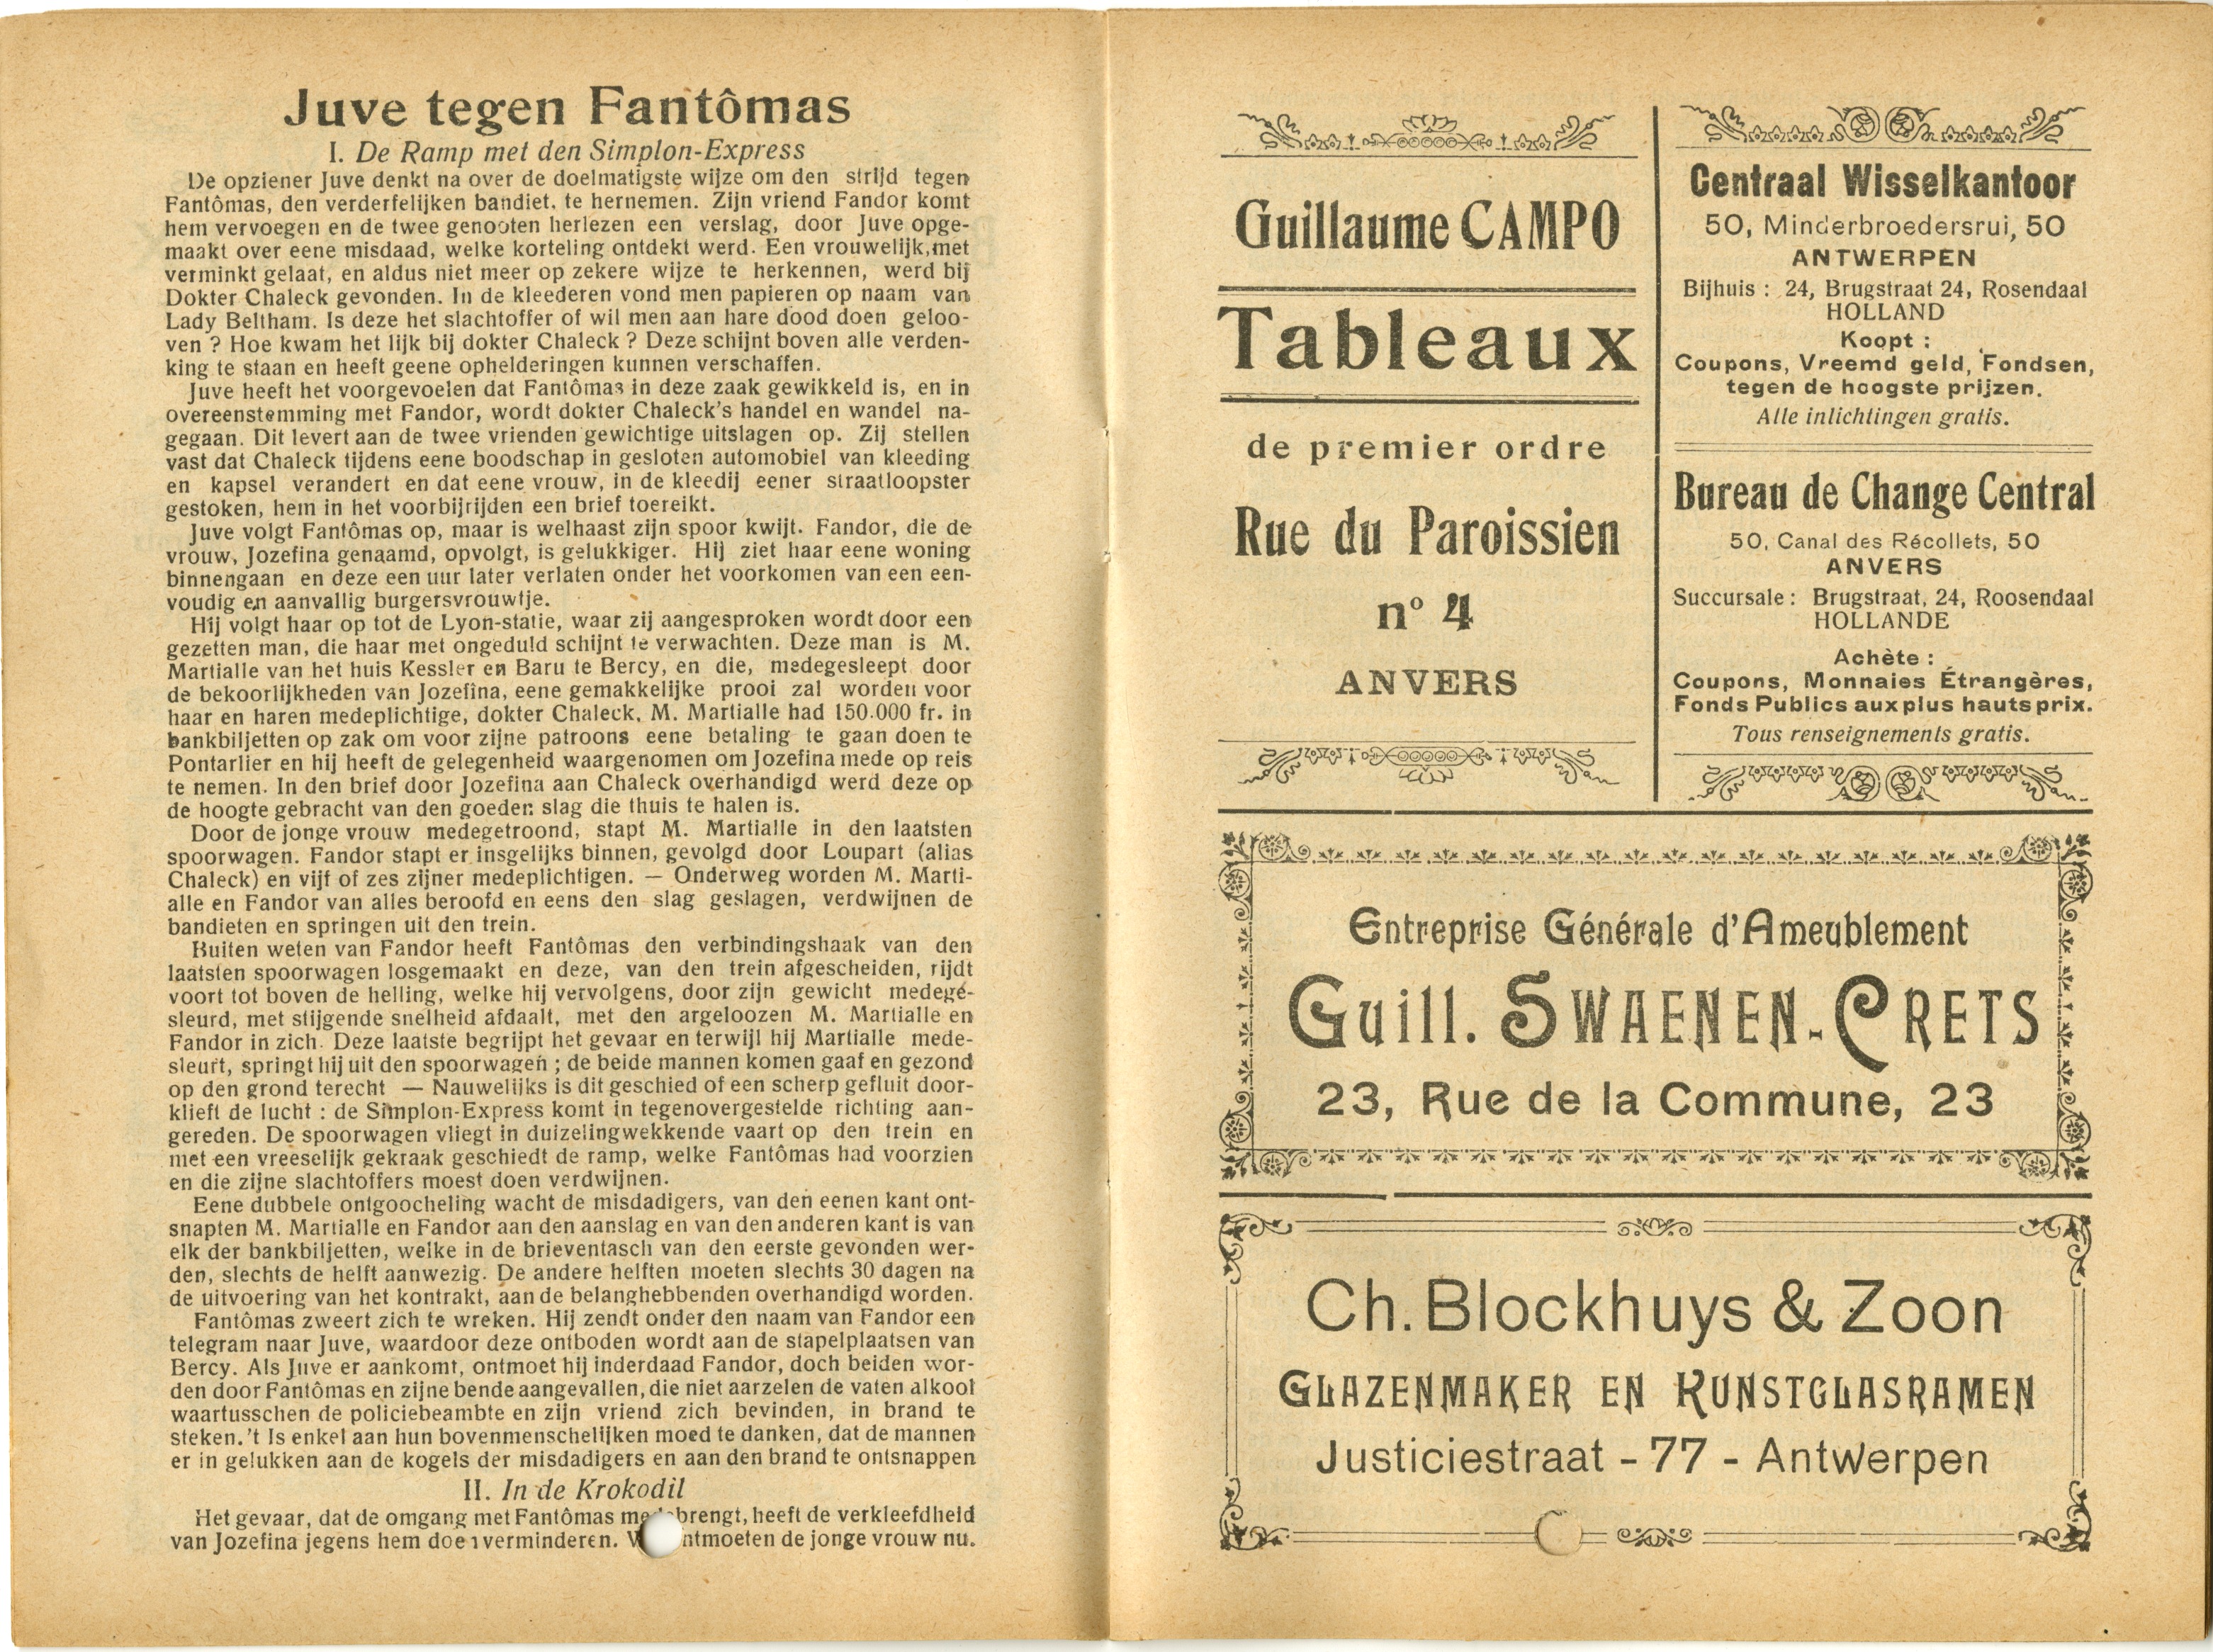 Juve tegen Fantômas
I. De Ramp met den Simplon-Express
De opziener Juve denkt na over de doelmatigste wijze om den strijd tegen
Fantômas, den verderfelijken bandiet, te hernemen. Zijn vriend Fandor komt
hem vervoegen en de twee genooten herlezen een verslag, door Juve opge-
maakt over eene misdaad, welke korteling ontdekt werd. Een vrouwelijk, met
verminkt gelaat, en aldus niet meer op zekere wijze te herkennen, werd bij
Dokter Chaleck gevonden. In de kleederen vond men papieren op naam van
Lady Beltham. Is deze het slachtoffer of wil men aan hare dood doen geloo-
ven ? Hoe kwam het lijk bij dokter Chaleck ? Deze schijnt boven alle verden-
king te staan en heeft geene ophelderingen kunnen verschaffen.
Juve heeft het voorgevoelen dat Fantômas in deze zaak gewikkeld is, en in
overeenstemming met Fandor, wordt dokter Chaleck's handel en wandel na-
gegaan. Dit levert aan de twee vrienden gewichtige uitslagen op. Zij stellen
vast dat Chaleck tijdens eene boodschap in gesloten automobiel van kleeding
en kapsel verandert en dat eene vrouw, in de kleedij eener straatloopster
gestoken, hem in het voorbijrijden een brief toereikt.
Juve volgt Fantômas op, maar is welhaast zijn spoor kwijt. Fandor, die de
vrouw, Jozefina genaamd, opvolgt, is gelukkiger. Hij ziet haar eene woning
binnengaan en deze een uur later verlaten onder het voorkomen van een een-
voudig en aanvallig burgersvrouwtje.
Hij volgt haar op tot de Lyon-statie, waar zij aangesproken wordt door een
gezetten man, die haar met ongeduld schijnt te verwachten. Deze man is M.
Martialle van het huis Kessler en Baru te Bercy, en die, medegesleept door
de bekoorlijkheden van Jozefina, eene gemakkelijke prooi zal worden voor
haar en haren medeplichtige, dokter Chaleck. M. Martialle had 150.000 fr. in
bankbiljetten op zak om voor zijne patroons eene betaling te gaan doen te
Pontarlier en hij heeft de gelegenheid waargenomen om Jozefina mede op reis
te nemen. In den brief door Jozefina aan Chaleck overhandigd werd deze op
de hoogte gebracht van den goeden slag die thuis te halen is.
Door de jonge vrouw medegetroond, stapt M. Martialle in den laatsten
spoorwagen. Fandor stapt er insgelijks binnen, gevolgd door Loupart (alias
Chaleck) en vijf of zes zijner medeplichtigen. — Onderweg worden M. Marti-
alle en Fandor van alles beroofd en eens den slag geslagen, verdwijnen de
bandieten en springen uit den trein.
Buiten weten van Fandor heeft Fantômas den verbindingshaak van den
laatsten spoorwagen losgemaakt en deze, van den trein afgescheiden, rijdt
voort tot boven de helling, welke hij vervolgens, door zijn gewicht medege-
sleurd, met stijgende snelheid afdaalt, met den argeloozen M. Martialle en
Fandor in zich. Deze laatste begrijpt het gevaar en terwijl hij Martialle mede-
sleurt, springt hij uit den spoorwagen ; de beide mannen komen gaaf en gezond
op den grond terecht — Nauwelijks is dit geschied of een scherp gefluit door-
klieft de lucht : de Simplon-Express komt in tegenovergestelde richting aan-
gereden. De spoorwagen vliegt in duizelingwekkende vaart op den trein en
met een vreeselijk gekraak geschiedt de ramp, welke Fantômas had voorzien
en die zijne slachtoffers moest doen verdwijnen.
Eene dubbele ontgoocheling wacht de misdadigers, van den eenen kant ont-
snapten M. Martialle en Fandor aan den aanslag en van den anderen kant is van
elk der bankbiljetten, welke in de brieventasch van den eerste gevonden wer-
den, slechts de helft aanwezig. De andere helften moeten slechts 30 dagen na
de uitvoering van het kontrakt, aan de belanghebbenden overhandigd worden.
Fantômas zweert zich te wreken. Hij zendt onder den naam van Fandor een
telegram naar Juve, waardoor deze ontboden wordt aan de stapelplaatsen van
Bercy. Als Juve er aankomt, ontmoet hij inderdaad Fandor, doch beiden wor-
den door Fantômas en zijne bende aangevallen, die niet aarzelen de vaten alkool
waartusschen de policiebeambte en zijn vriend zich bevinden, in brand te
steken. 't Is enkel aan hun bovenmenschelijken moed te danken, dat de mannen
er in gelukken aan de kogels der misdadigers en aan den brand te ontsnappen
II. In de Krokodil
Het gevaar, dat de omgang met Fantômas medebrengt, heeft de verkleefdheid
van Jozefina jegens hem doen verminderen. ntmoeten de jonge vrouw nu.
Guillaume CAMPO
Tableaux
de premier ordre
Rue du Paroissien
nº 4
ANVERS
Centraal Wisselkantoor
50, Minderbroedersrui, 50
ANTWERPEN
Bijhuis : 24, Brugstraat 24, Rosendaal
HOLLAND
Koopt :
Coupons, Vreemd geld, Fondsen,
tegen de hoogste prijzen.
Alle inlichtingen gratis.
Bureau de Change Central
50, Canal des Récollets, 50
ANVERS
Succursale : Brugstraat, 24, Roosendaal
HOLLANDE
Achète :
Coupons, Monnaies Étrangères,
Fonds Publics aux plus hauts prix.
Tous renseignements gratis.
Entreprise Générale d'Ameublement
Guill. SWAENEN-CRETS
23, Rue de la Commune, 23
Ch. Blockhuys & Zoon
GLAZENMAKER EN KUNSTGLASRAMEN
Justiciestraat - 77 - Antwerpen